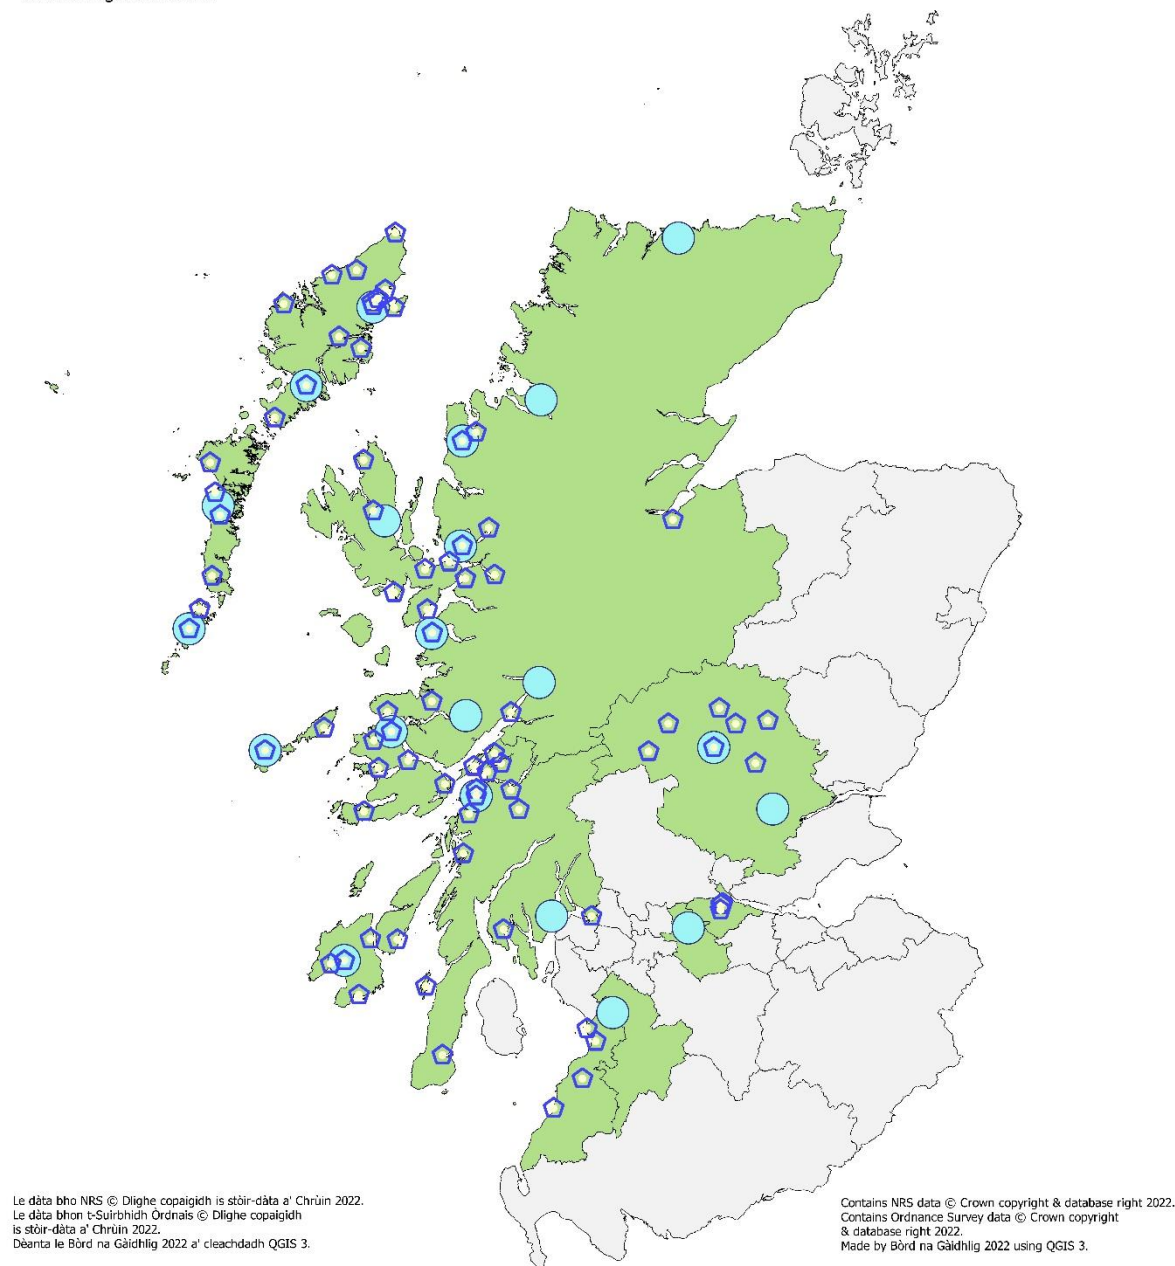 Le dàta bho NRS © Dlighe copaigidh is stòir-dàta a' Chrùin 2022.
Le dàta bhon t-Suirbhidh Òrdnais © Dlighe copaigidh
is stòir-dàta a' Chrùin 2022.
Dèanta le Bòrd na Gàidhlig 2022 a' cleachdadh QGIS 3.
Contains NRS data © Crown copyright & database right 2022.
Contains Ordnance Survey data © Crown copyright
& database right 2022.
Made by Bòrd na Gàidhlig 2022 using QGIS 3.